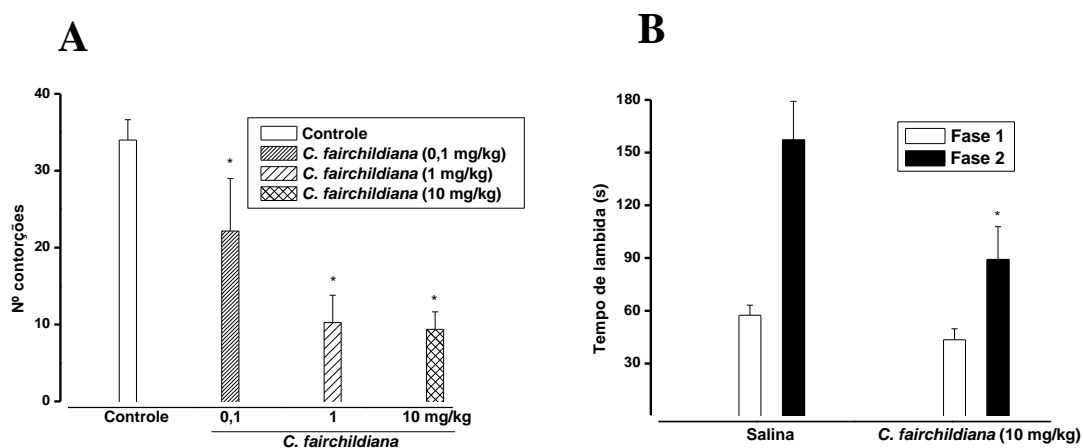 A
Nº contorções
40
30
20
10
0
*
*
*
Controle
C. fairchildiana (0,1 mg/kg)
C. fairchildiana (1 mg/kg)
C. fairchildiana (10 mg/kg)
Controle 0,1 1 10 mg/kg
C. fairchildiana
B
Tempo de lambida (s)
180
150
120
90
60
30
*
Fase 1
Fase 2
Salina C. fairchildiana (10 mg/kg)